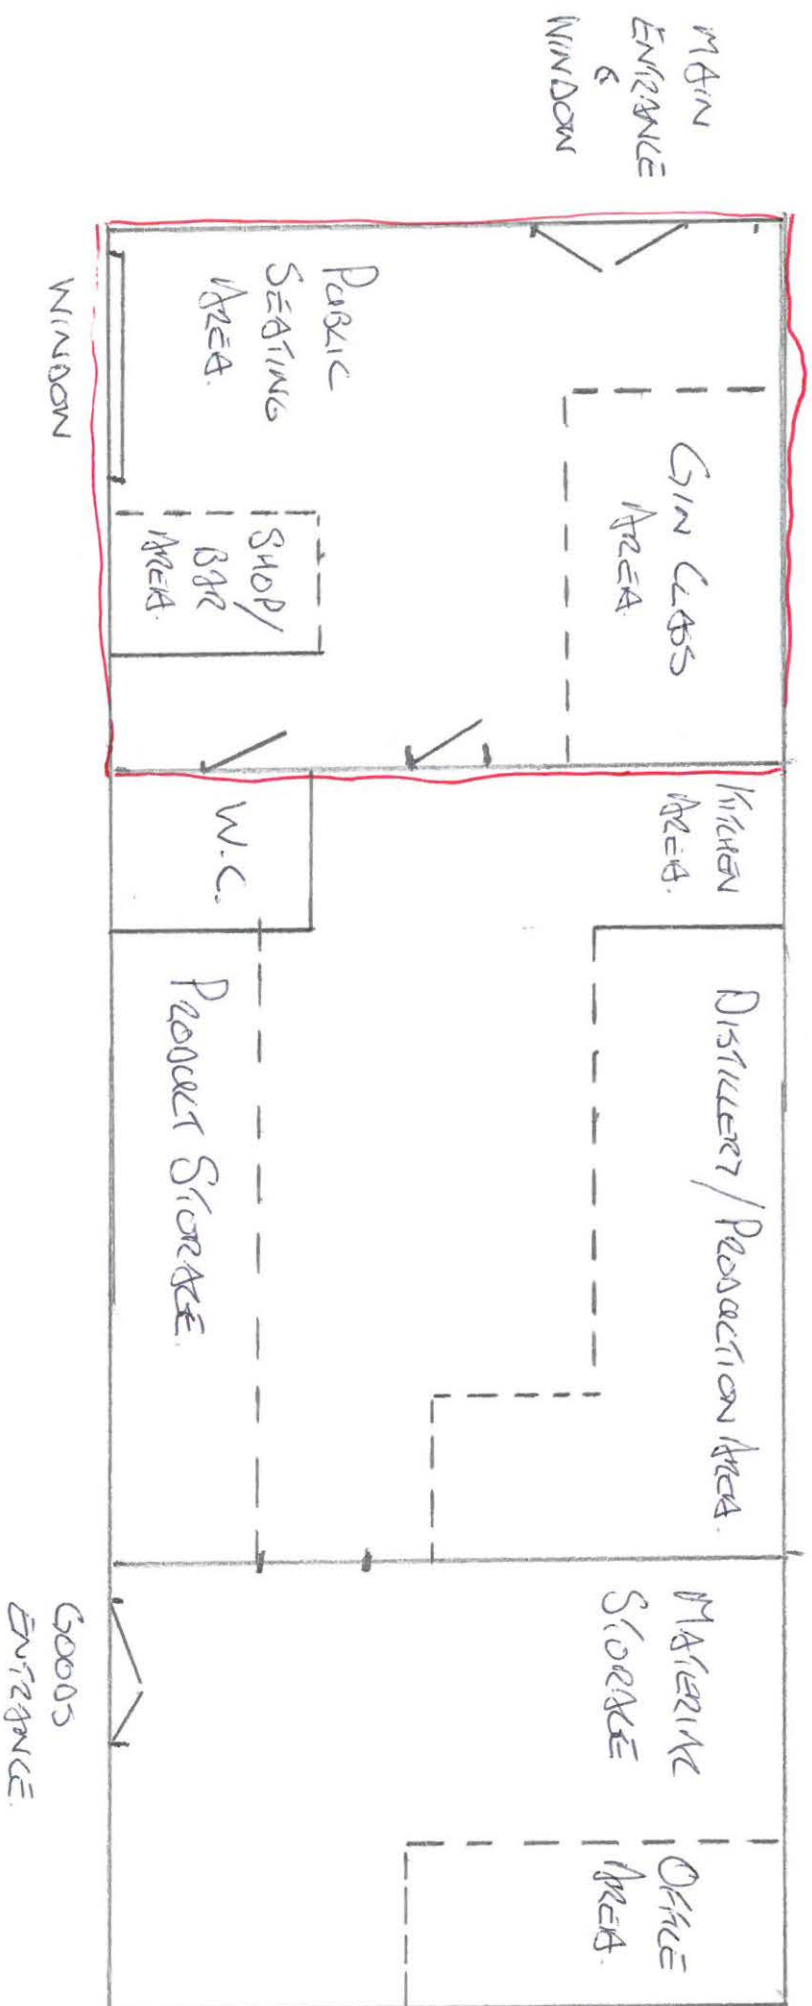 MAIN
ENTRANCE
&
WINDOW
GIN CLASS
AREA.
PUBLIC
SEATING
AREA.
SHOP/
BAR
AREA.
WINDOW
KITCHEN
AREA.
W.C.
DISTILLERY/PRODUCTION AREA.
PRODUCT STORAGE.
MATERIAL
STORAGE
OFFICE
AREA.
GOODS
ENTRANCE.